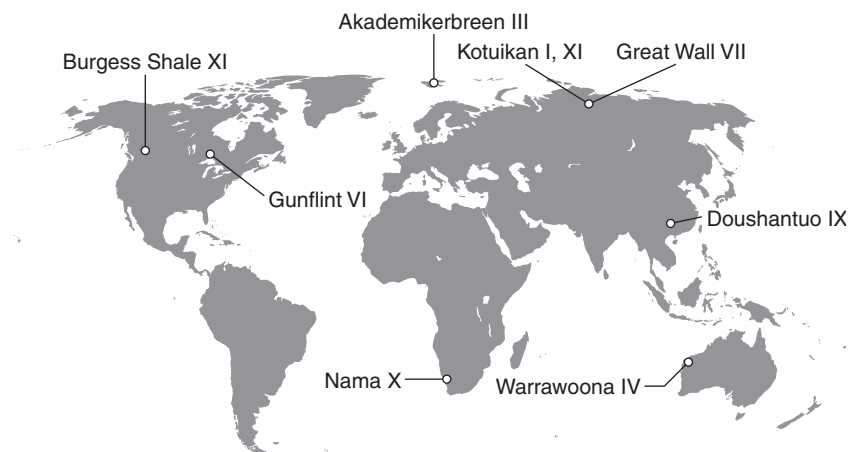 Akademikerbreen III
Kotuikan I, XI
Great Wall VII
Burgess Shale XI
Gunflint VI
Doushantuo IX
Nama X
Warrawoona IV